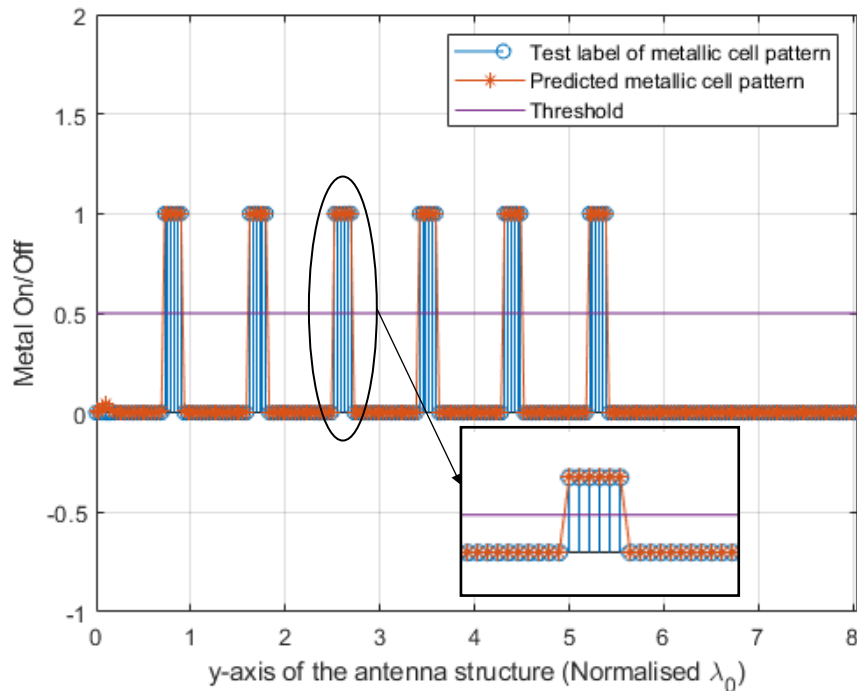 2
1.5
1
0.5
0
-0.5
-1
Metal On/Off
Test label of metallic cell pattern
Predicted metallic cell pattern
Threshold
0 1 2 3 4 5 6 7 8
y-axis of the antenna structure (Normalised λ₀)